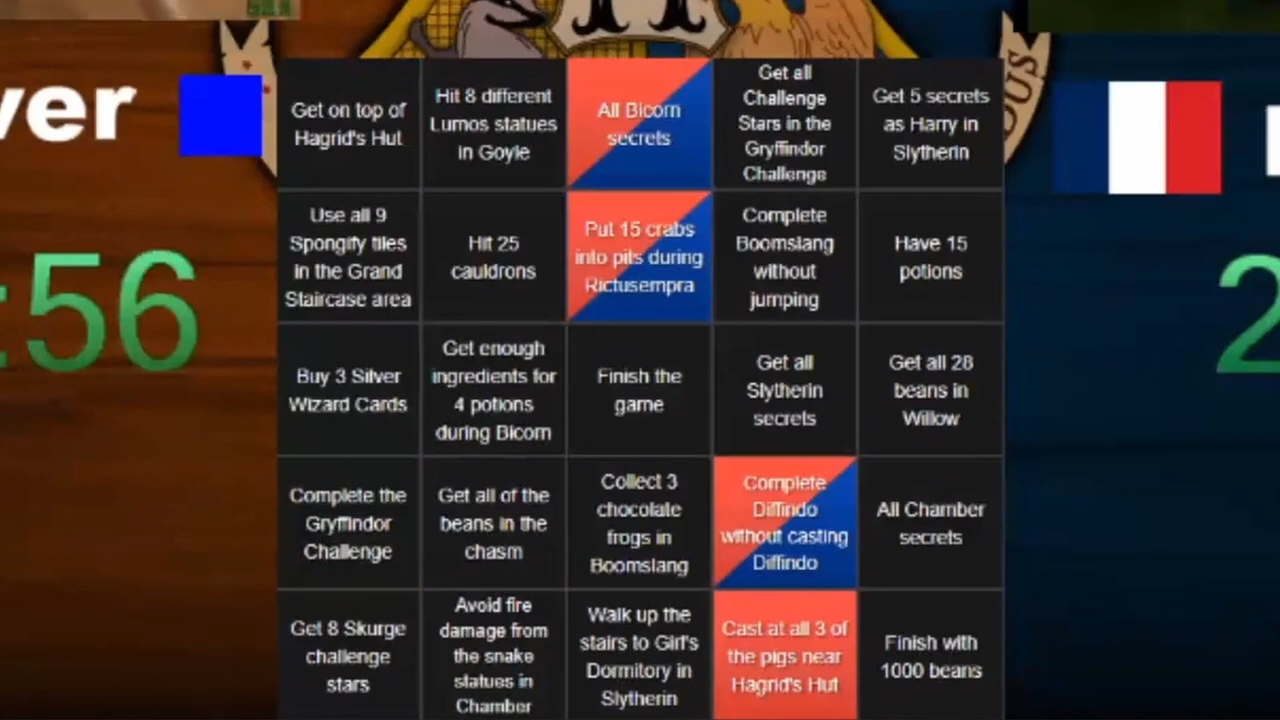 ver
Get on top of
Hagrid's Hut
Hit 8 different
Lumos statues
in Goyle
All Bicorn
secrets
Get all
Challenge
Stars in the
Gryffindor
Challenge
Get 5 secrets
as Harry in
Slytherin
Use all 9
Spongify tiles
in the Grand
Staircase area
Hit 25
cauldrons
Put 15 crabs
into pits during
Rictusempra
Complete
Boomslang
without
jumping
Have 15
potions
:56
2
Buy 3 Silver
Wizard Cards
Get enough
ingredients for
4 potions
during Bicorn
Finish the
game
Get all
Slytherin
secrets
Get all 28
beans in
Willow
Complete the
Gryffindor
Challenge
Get all of the
beans in the
chasm
Collect 3
chocolate
frogs in
Boomslang
Complete
Diffindo
without casting
Diffindo
All Chamber
secrets
Get 8 Skurge
challenge
stars
Avoid fire
damage from
the snake
statues in
Chamber
Walk up the
stairs to Girl's
Dormitory in
Slytherin
Cast at all 3 of
the pigs near
Hagrid's Hut
Finish with
1000 beans